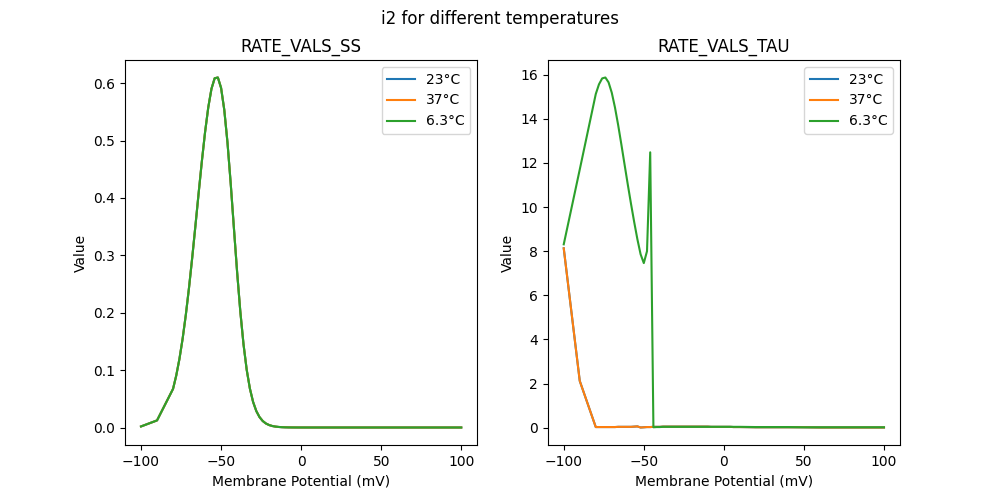 i2 for different temperatures
RATE_VALS_SS
0.6
0.5
0.4
0.3
0.2
0.1
0.0
Value
−100
−50
0
50
100
Membrane Potential (mV)
23°C
37°C
6.3°C
RATE_VALS_TAU
16
14
12
10
8
6
4
2
0
Value
−100
−50
0
50
100
Membrane Potential (mV)
23°C
37°C
6.3°C